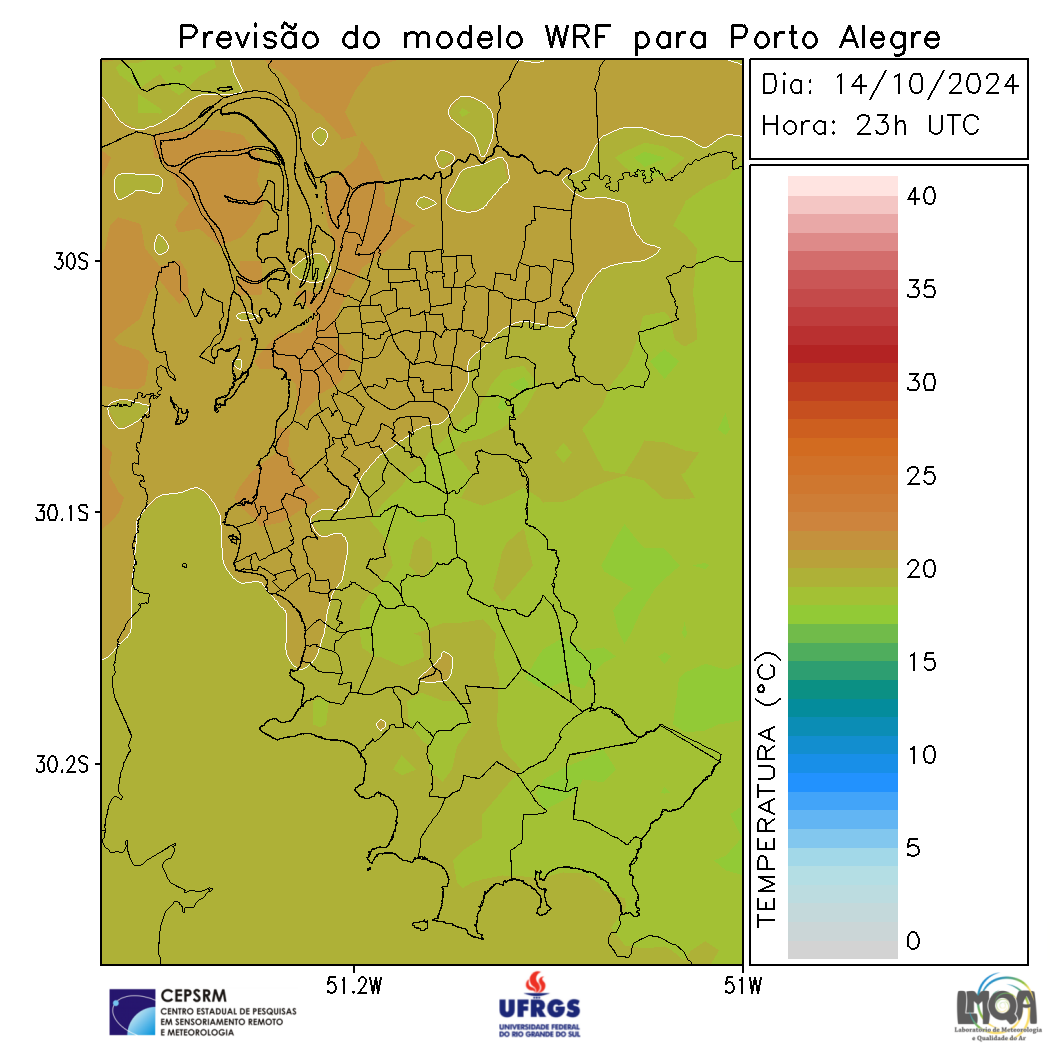 Previsão do modelo WRF para Porto Alegre
Dia: 14/10/2024
Hora: 23h UTC
40
35
30
25
20
15
10
5
0
TEMPERATURA (°C)
30S
30.1S
30.2S
51.2W
51W
CEPSRM
CENTRO ESTADUAL DE PESQUISAS
EM SENSORIAMENTO REMOTO
E METEOROLOGIA
UFRGS
UNIVERSIDADE FEDERAL
DO RIO GRANDE DO SUL
LMQA
Laboratório de Meteorologia
e Qualidade do Ar